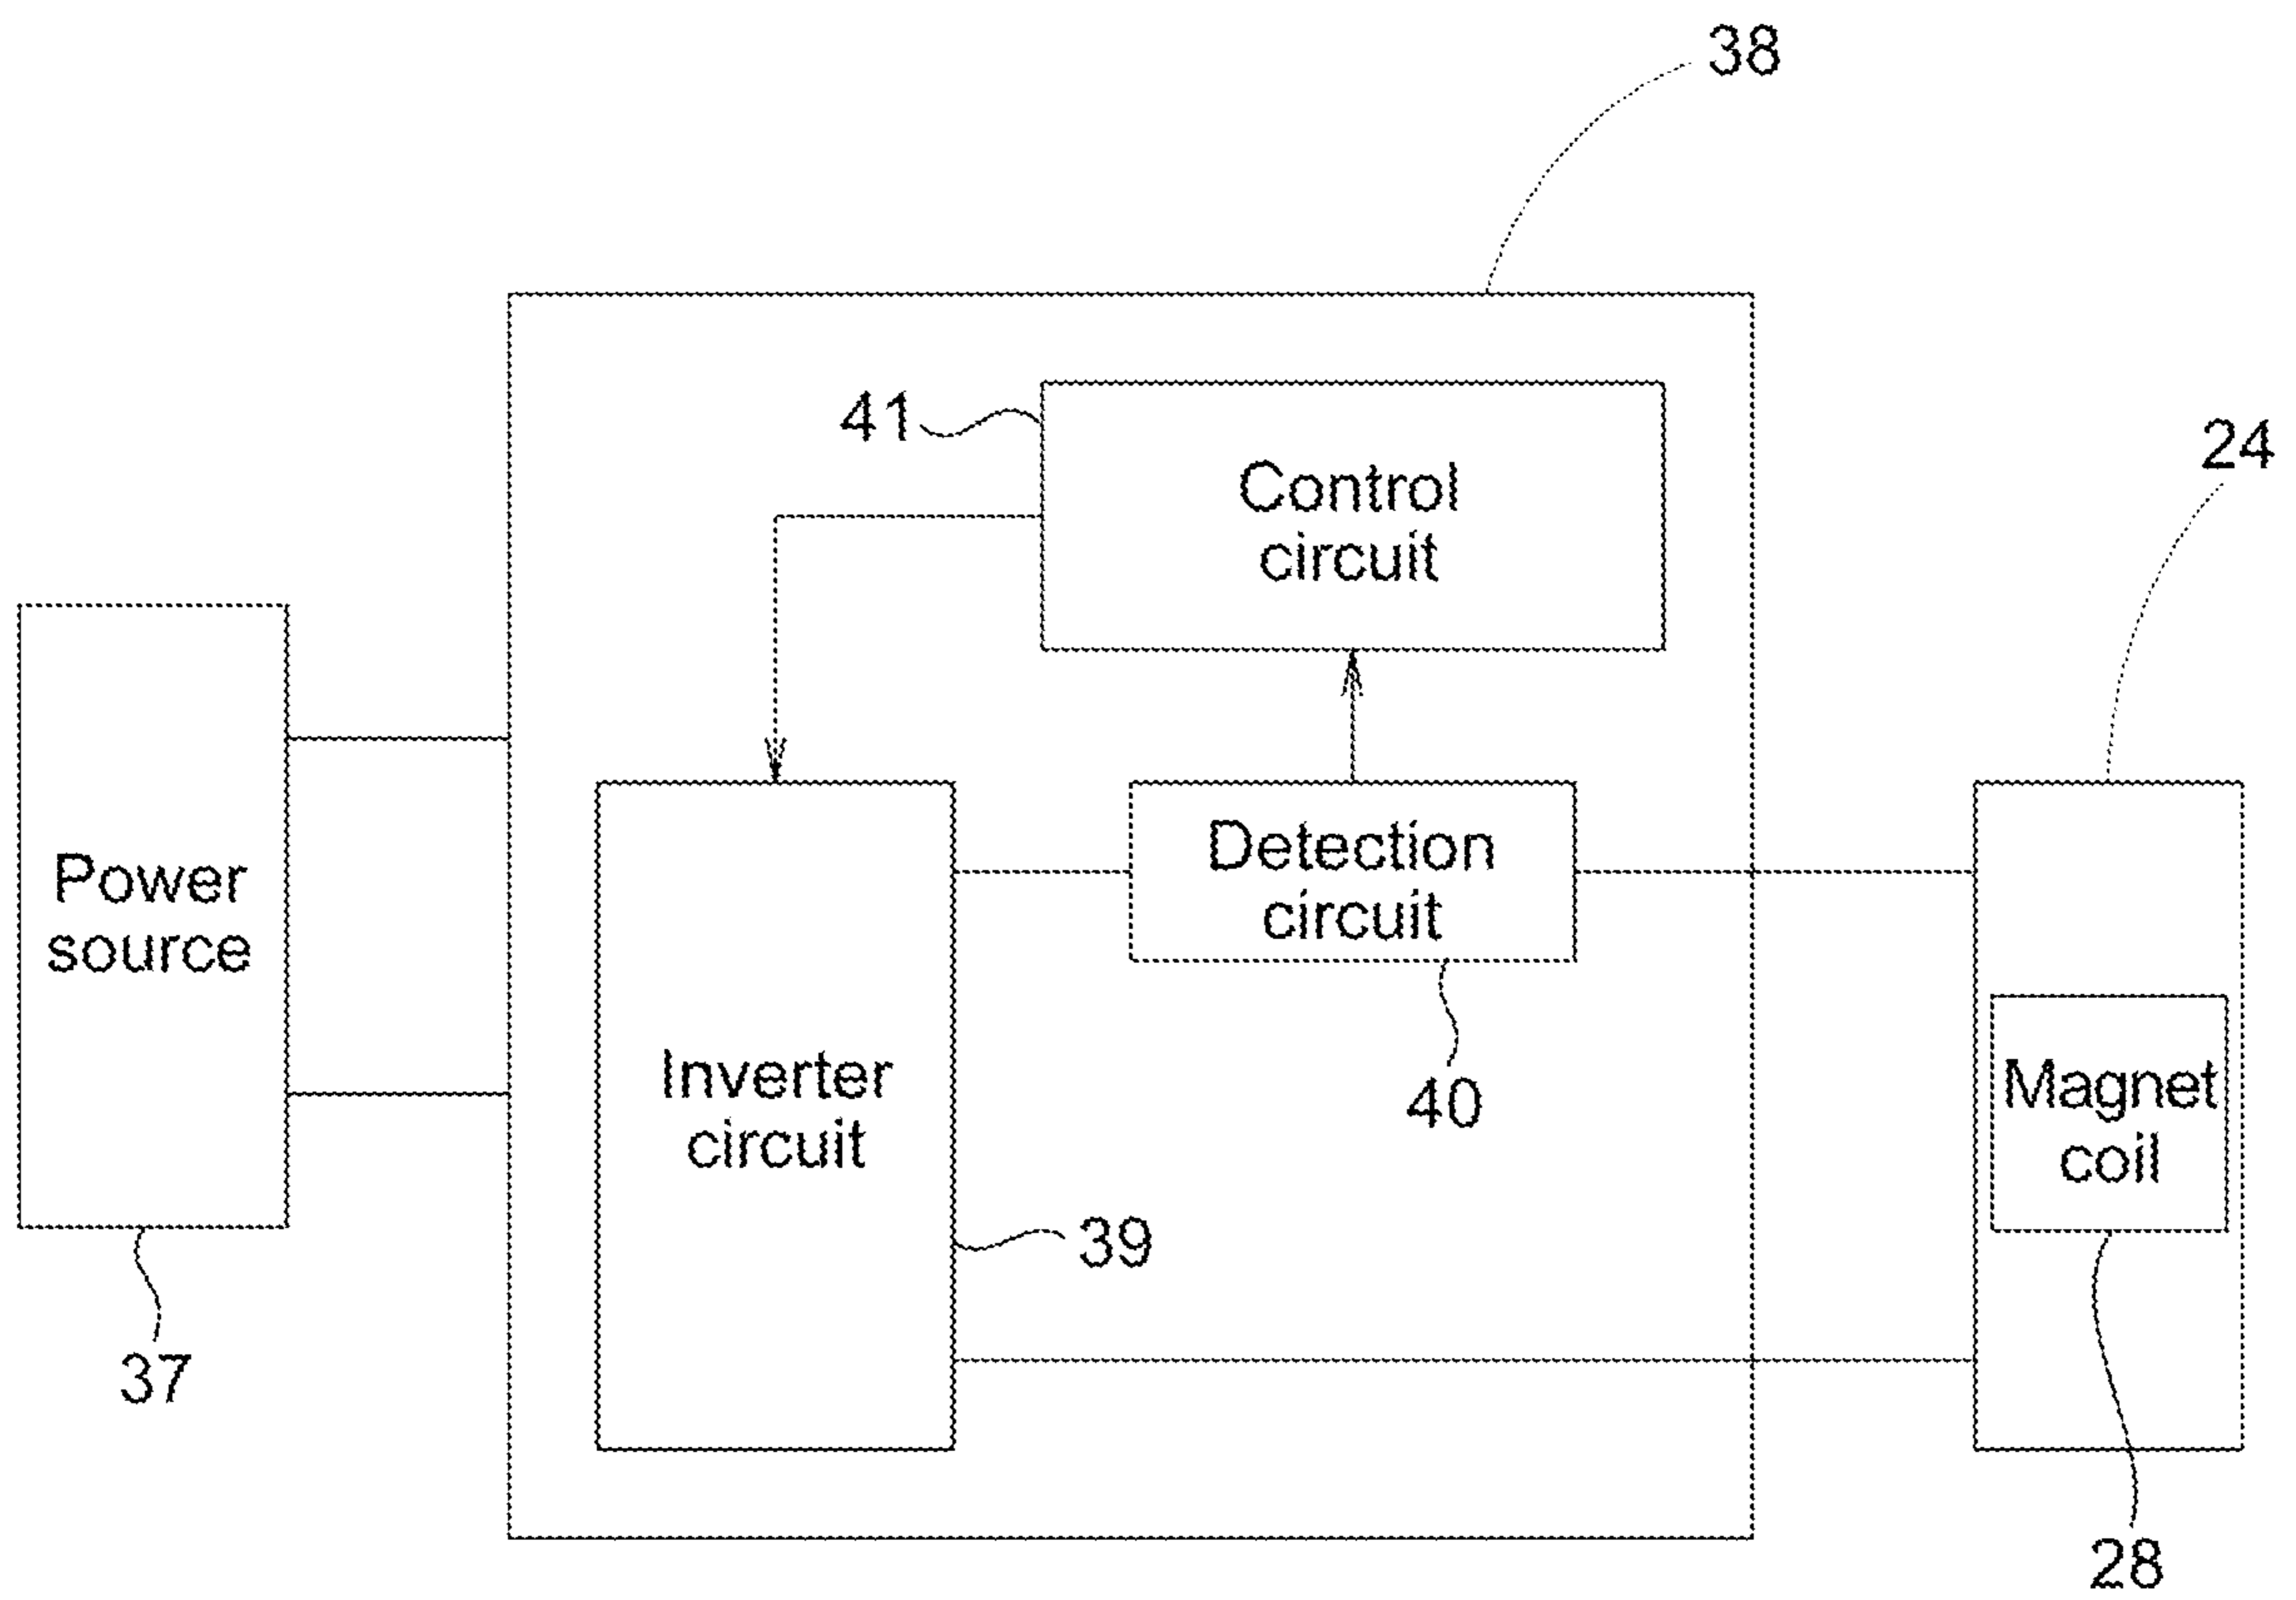 38
41
Control
circuit
24
Power
source
Detection
circuit
Inverter
circuit
40
Magnet
coil
39
37
28